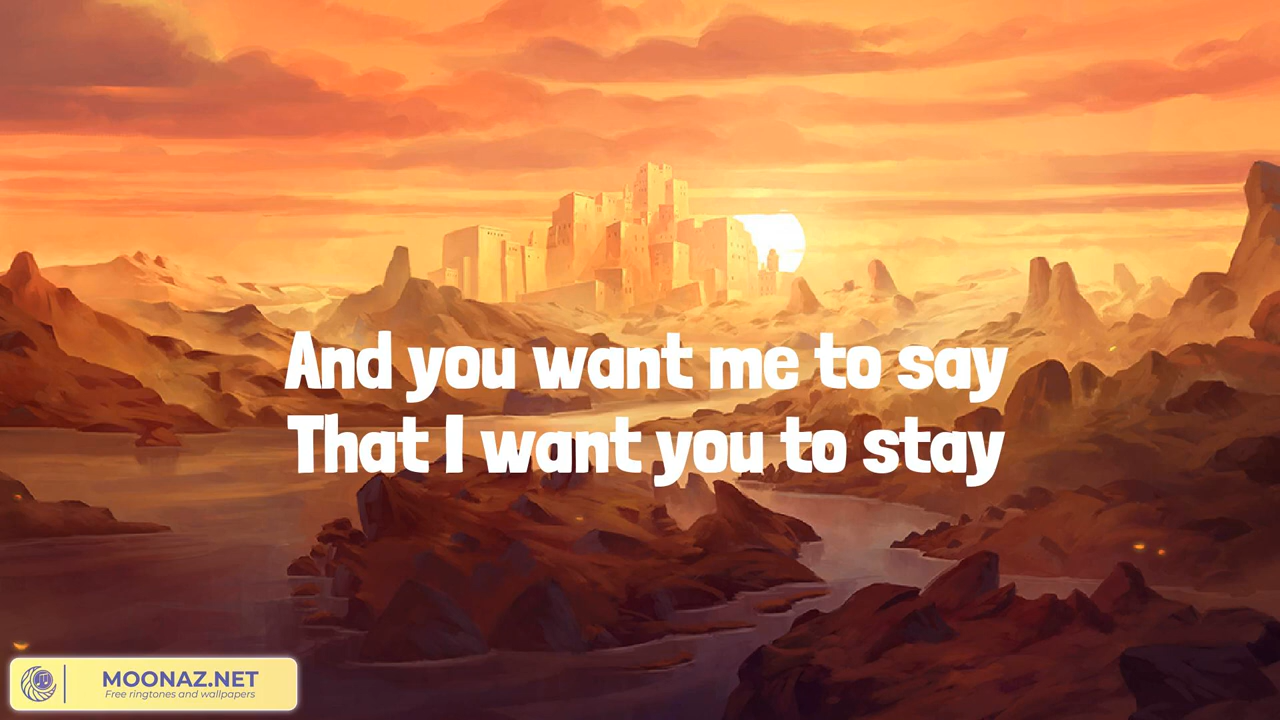 And you want me to say
That I want you to stay
MOONAZ.NET
Free ringtones and wallpapers